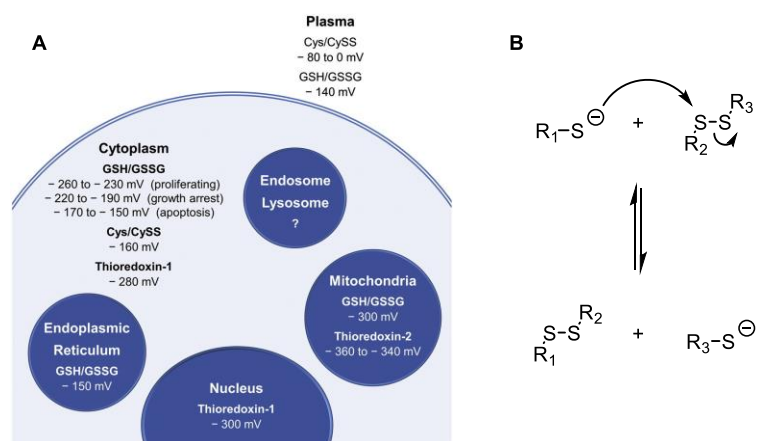 A
Plasma
Cys/CySS
− 80 to 0 mV
GSH/GSSG
− 140 mV
Cytoplasm
GSH/GSSG
− 260 to − 230 mV (proliferating)
− 220 to − 190 mV (growth arrest)
− 170 to − 150 mV (apoptosis)
Cys/CySS
− 160 mV
Thioredoxin-1
− 280 mV
Endosome
Lysosome
?
Mitochondria
GSH/GSSG
− 300 mV
Thioredoxin-2
− 360 to − 340 mV
Endoplasmic
Reticulum
GSH/GSSG
− 150 mV
Nucleus
Thioredoxin-1
− 300 mV
B
R1–S⊖ + R2 S–S R3
R1 S–S R2 + R3–S⊖